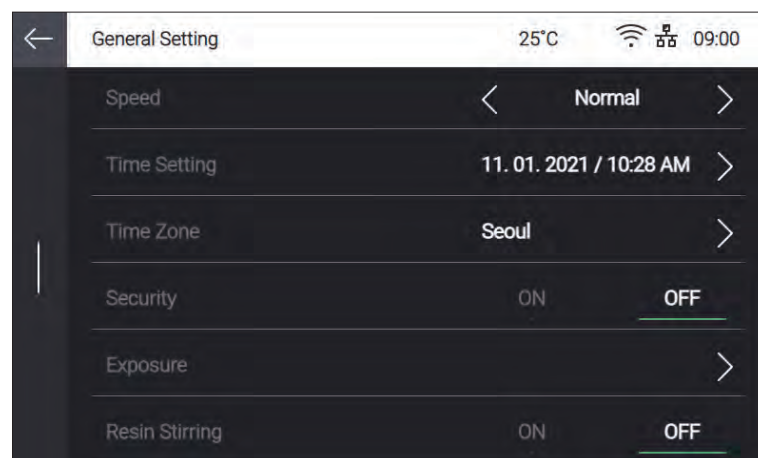 General Setting 25°C 09:00
Speed Normal
Time Setting 11. 01. 2021 / 10:28 AM
Time Zone Seoul
Security ON OFF
Exposure
Resin Stirring ON OFF